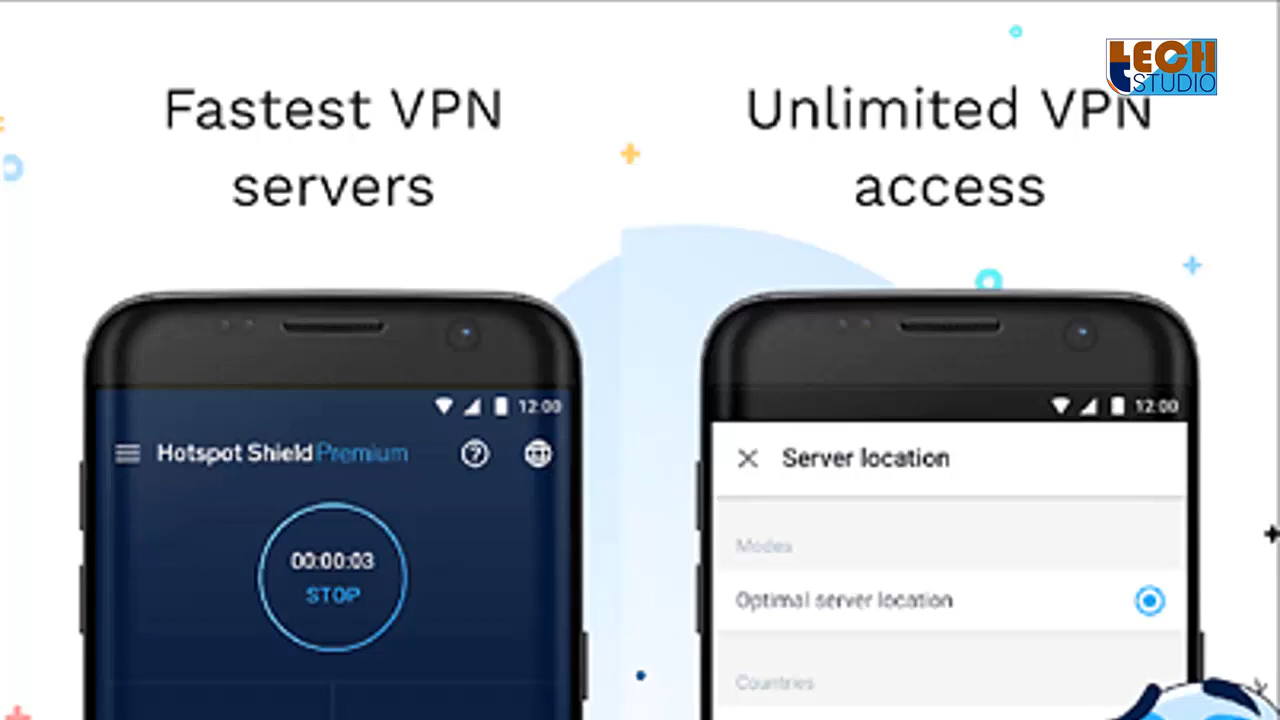 Fastest VPN
servers
Unlimited VPN
access
LECH
STUDIO
12:00
Hotspot Shield Premium
?
00:00:03
STOP
12:00
Server location
Modes
Optimal server location
Countries